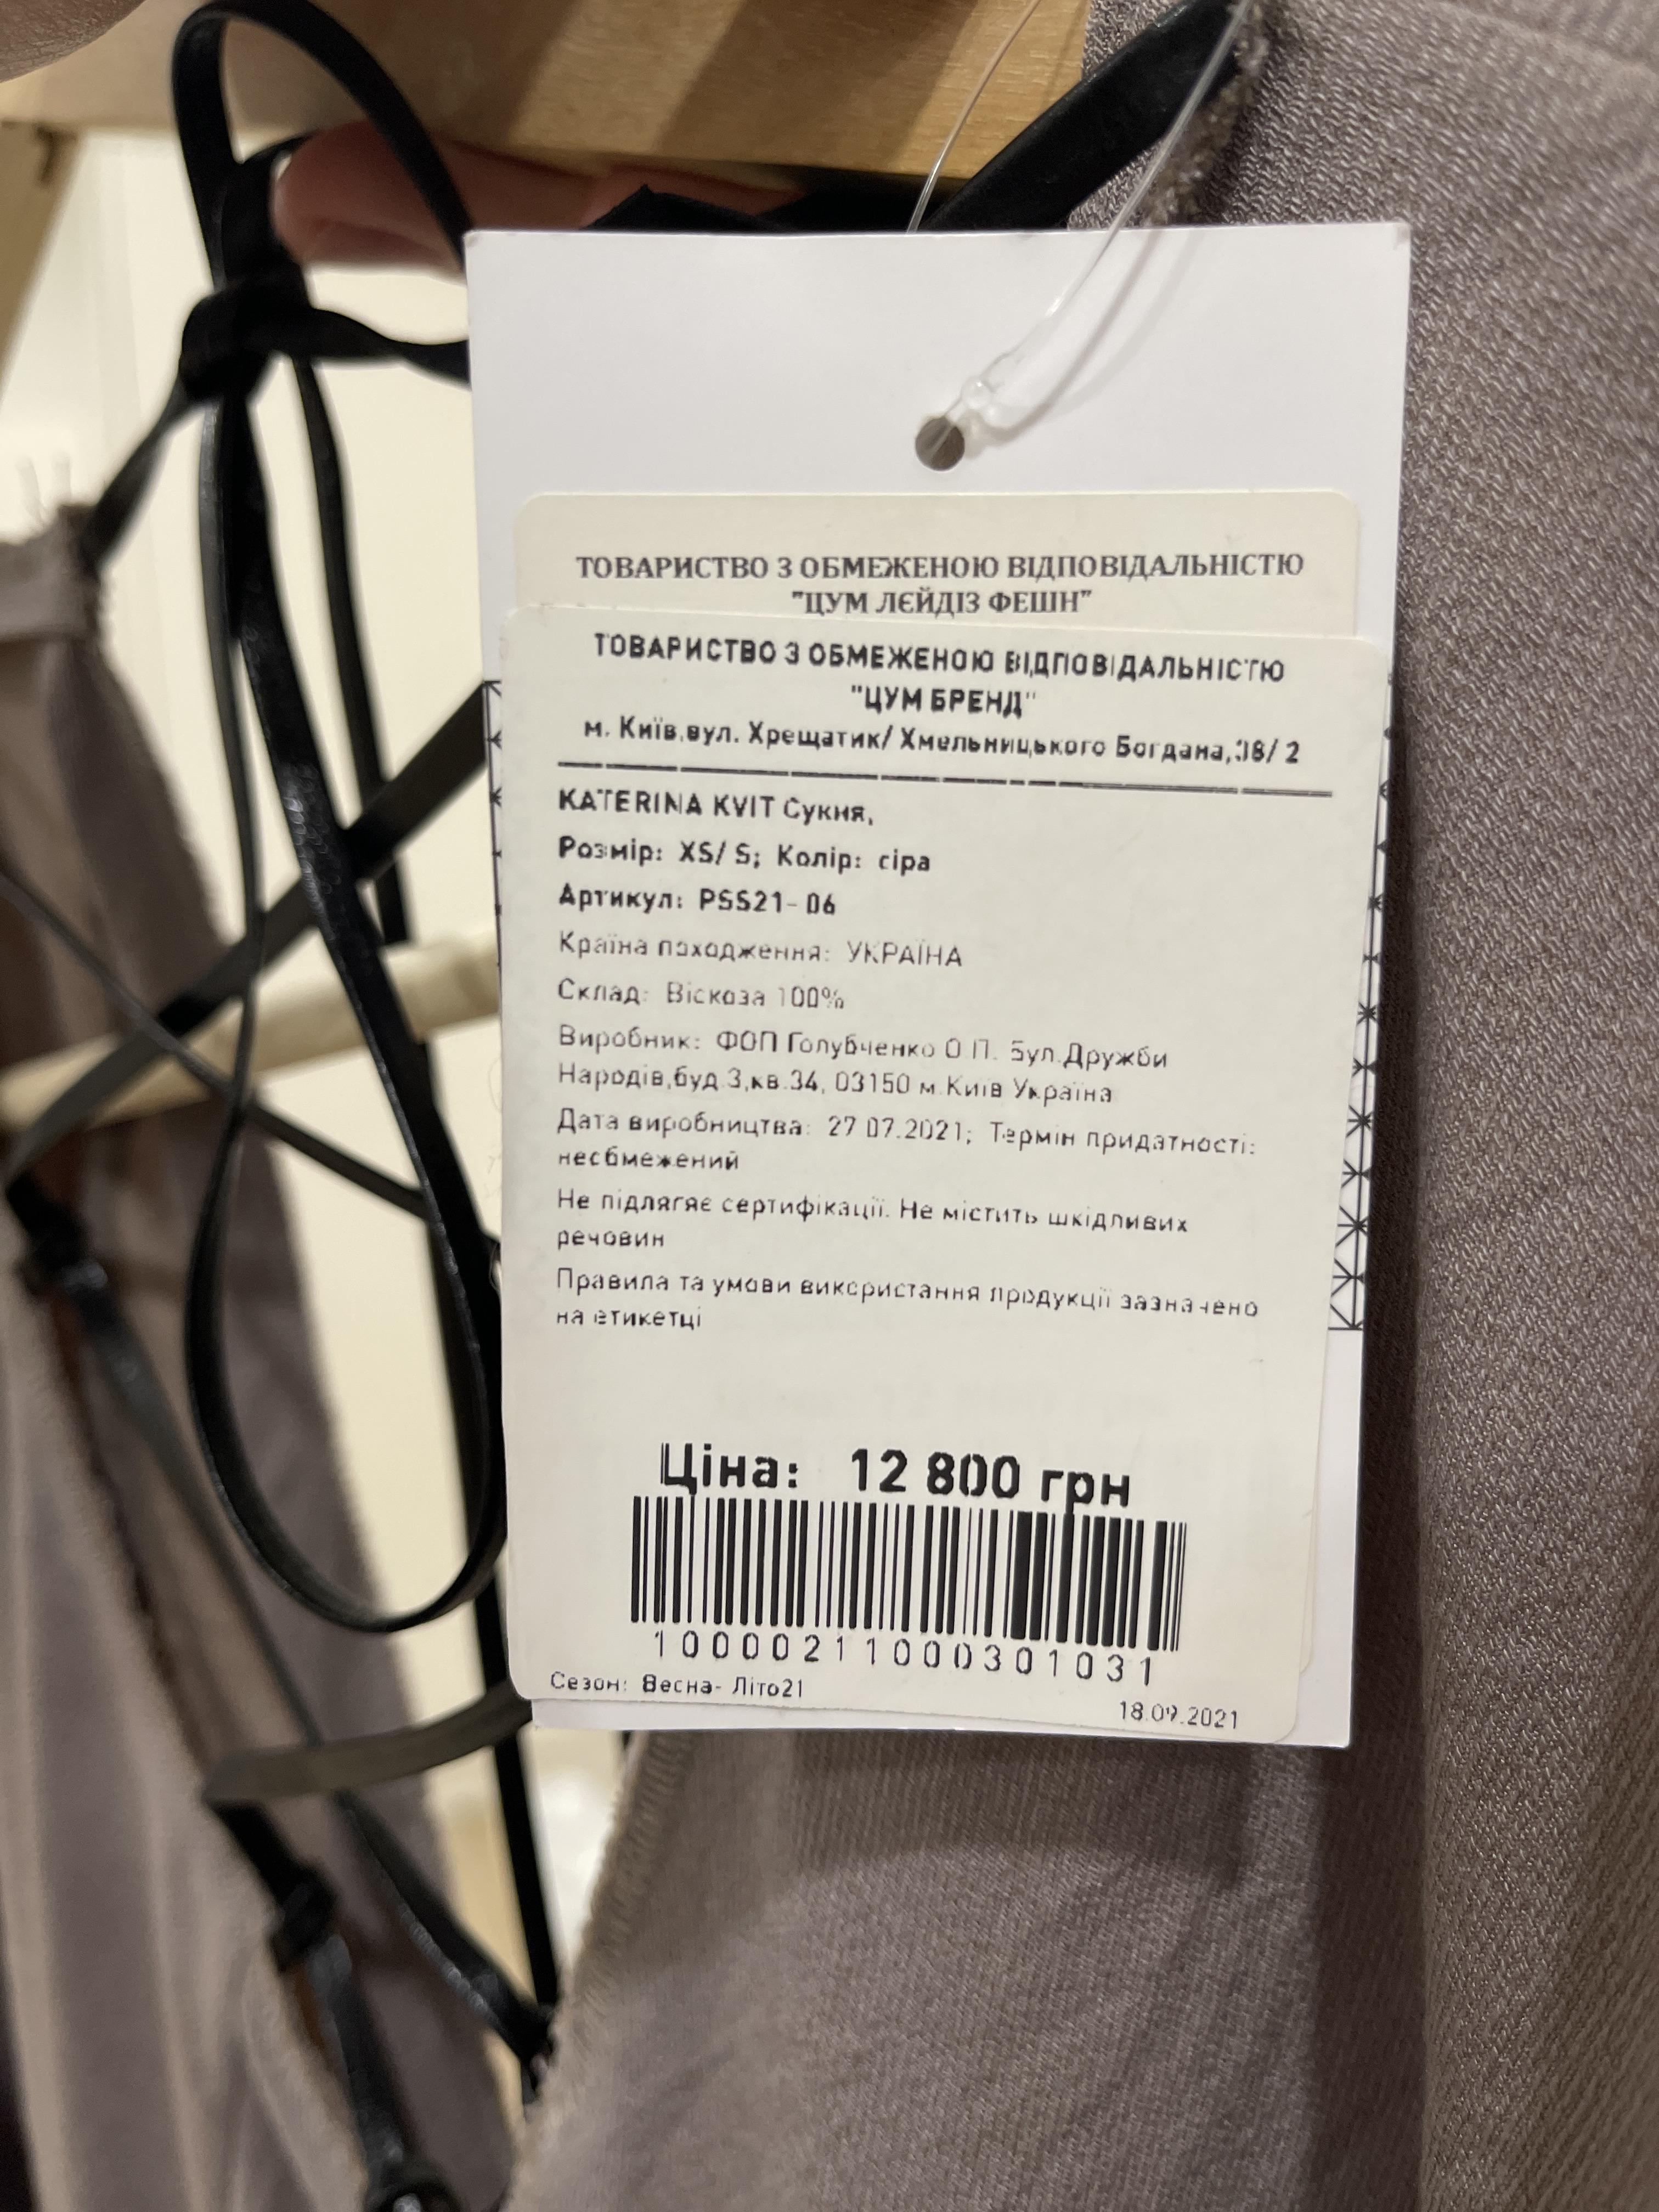 ТОВАРИСТВО З ОБМЕЖЕНОЮ ВІДПОВІДАЛЬНІСТЮ
"ЦУМ ЛЄЙДІЗ ФЕШН"
ТОВАРИСТВО З ОБМЕЖЕНОЮ ВІДПОВІДАЛЬНІСТЮ
"ЦУМ БРЕНД"
м. Київ,вул. Хрещатик/ Хмельницького Богдана,38/ 2
KATERINA KVIT Сукня,
Розмір: XS/ S; Колір: сіра
Артикул: PSS21- 06
Країна походження: УКРАЇНА
Склад: Віскоза 100%
Виробник: ФОП Голубченко О.П. Бул.Дружби
Народів,буд.3,кв.34, 03150 м.Київ Україна
Дата виробництва: 27.07.2021; Термін придатності:
необмежений
Не підлягяє сертифікації. Не містить шкідливих
речовин
Правила та умови використання продукції зазначено
на етикетці
Ціна: 12 800 грн
1000021100030 1031
Сезон: Весна- Літо21
18.09.2021